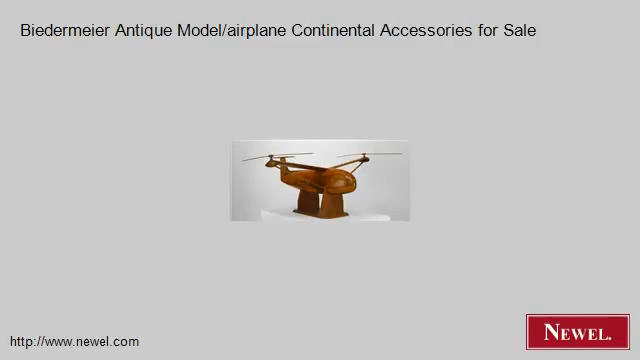 Biedermeier Antique Model/airplane Continental Accessories for Sale
NEWEL.
http://www.newel.com